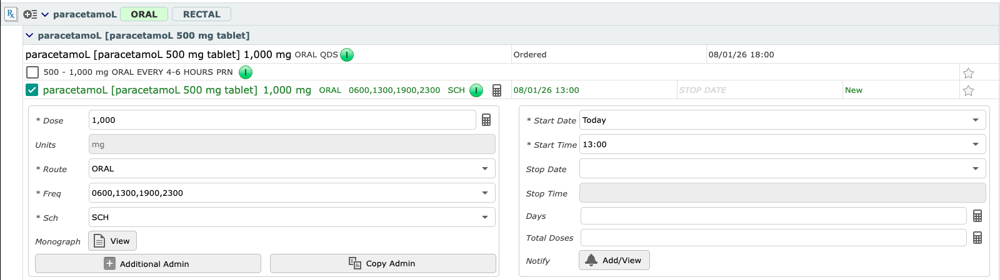 Rx paracetamoL ORAL RECTAL
paracetamoL [paracetamoL 500 mg tablet]
paracetamoL [paracetamoL 500 mg tablet] 1,000 mg ORAL QDS I Ordered 08/01/26 18:00
500 - 1,000 mg ORAL EVERY 4-6 HOURS PRN I
paracetamoL [paracetamoL 500 mg tablet] 1,000 mg ORAL 0600,1300,1900,2300 SCH I 08/01/26 13:00 STOP DATE New
* Dose 1,000
Units mg
* Route ORAL
* Freq 0600,1300,1900,2300
* Sch SCH
Monograph View
Additional Admin Copy Admin
* Start Date Today
* Start Time 13:00
Stop Date
Stop Time
Days
Total Doses
Notify Add/View